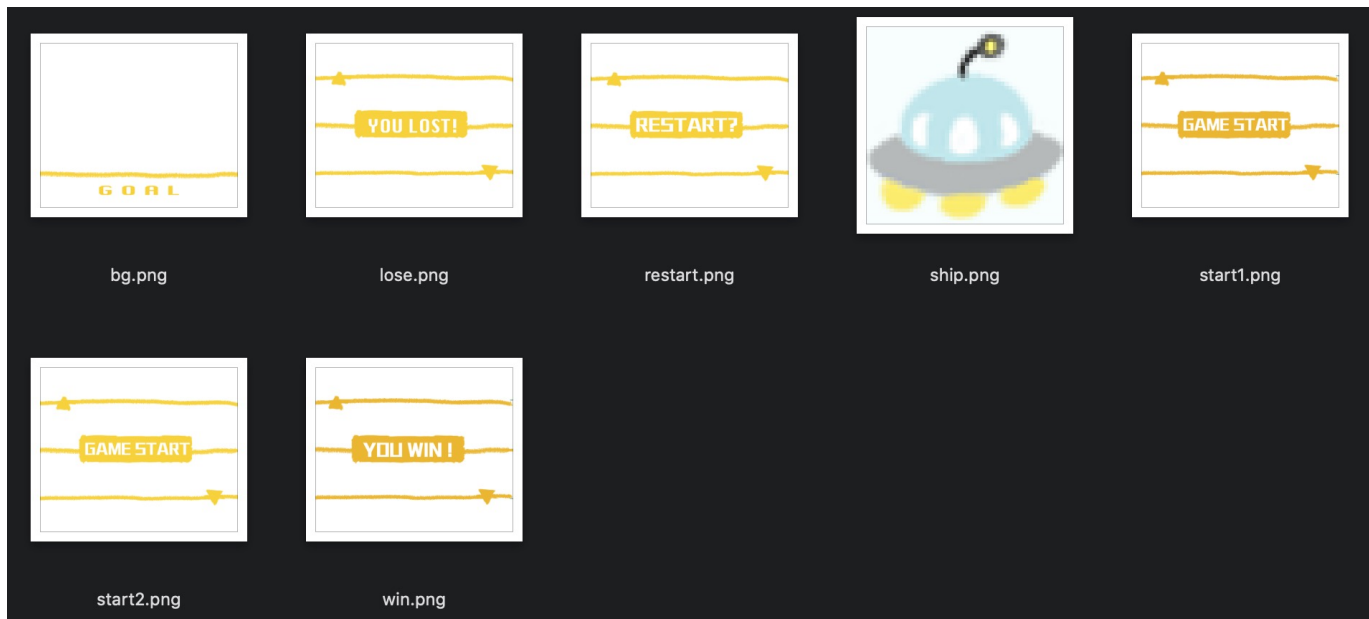 GOAL
YOU LOST!
RESTART?
GAME START
bg.png
lose.png
restart.png
ship.png
start1.png
GAME START
YOU WIN !
start2.png
win.png